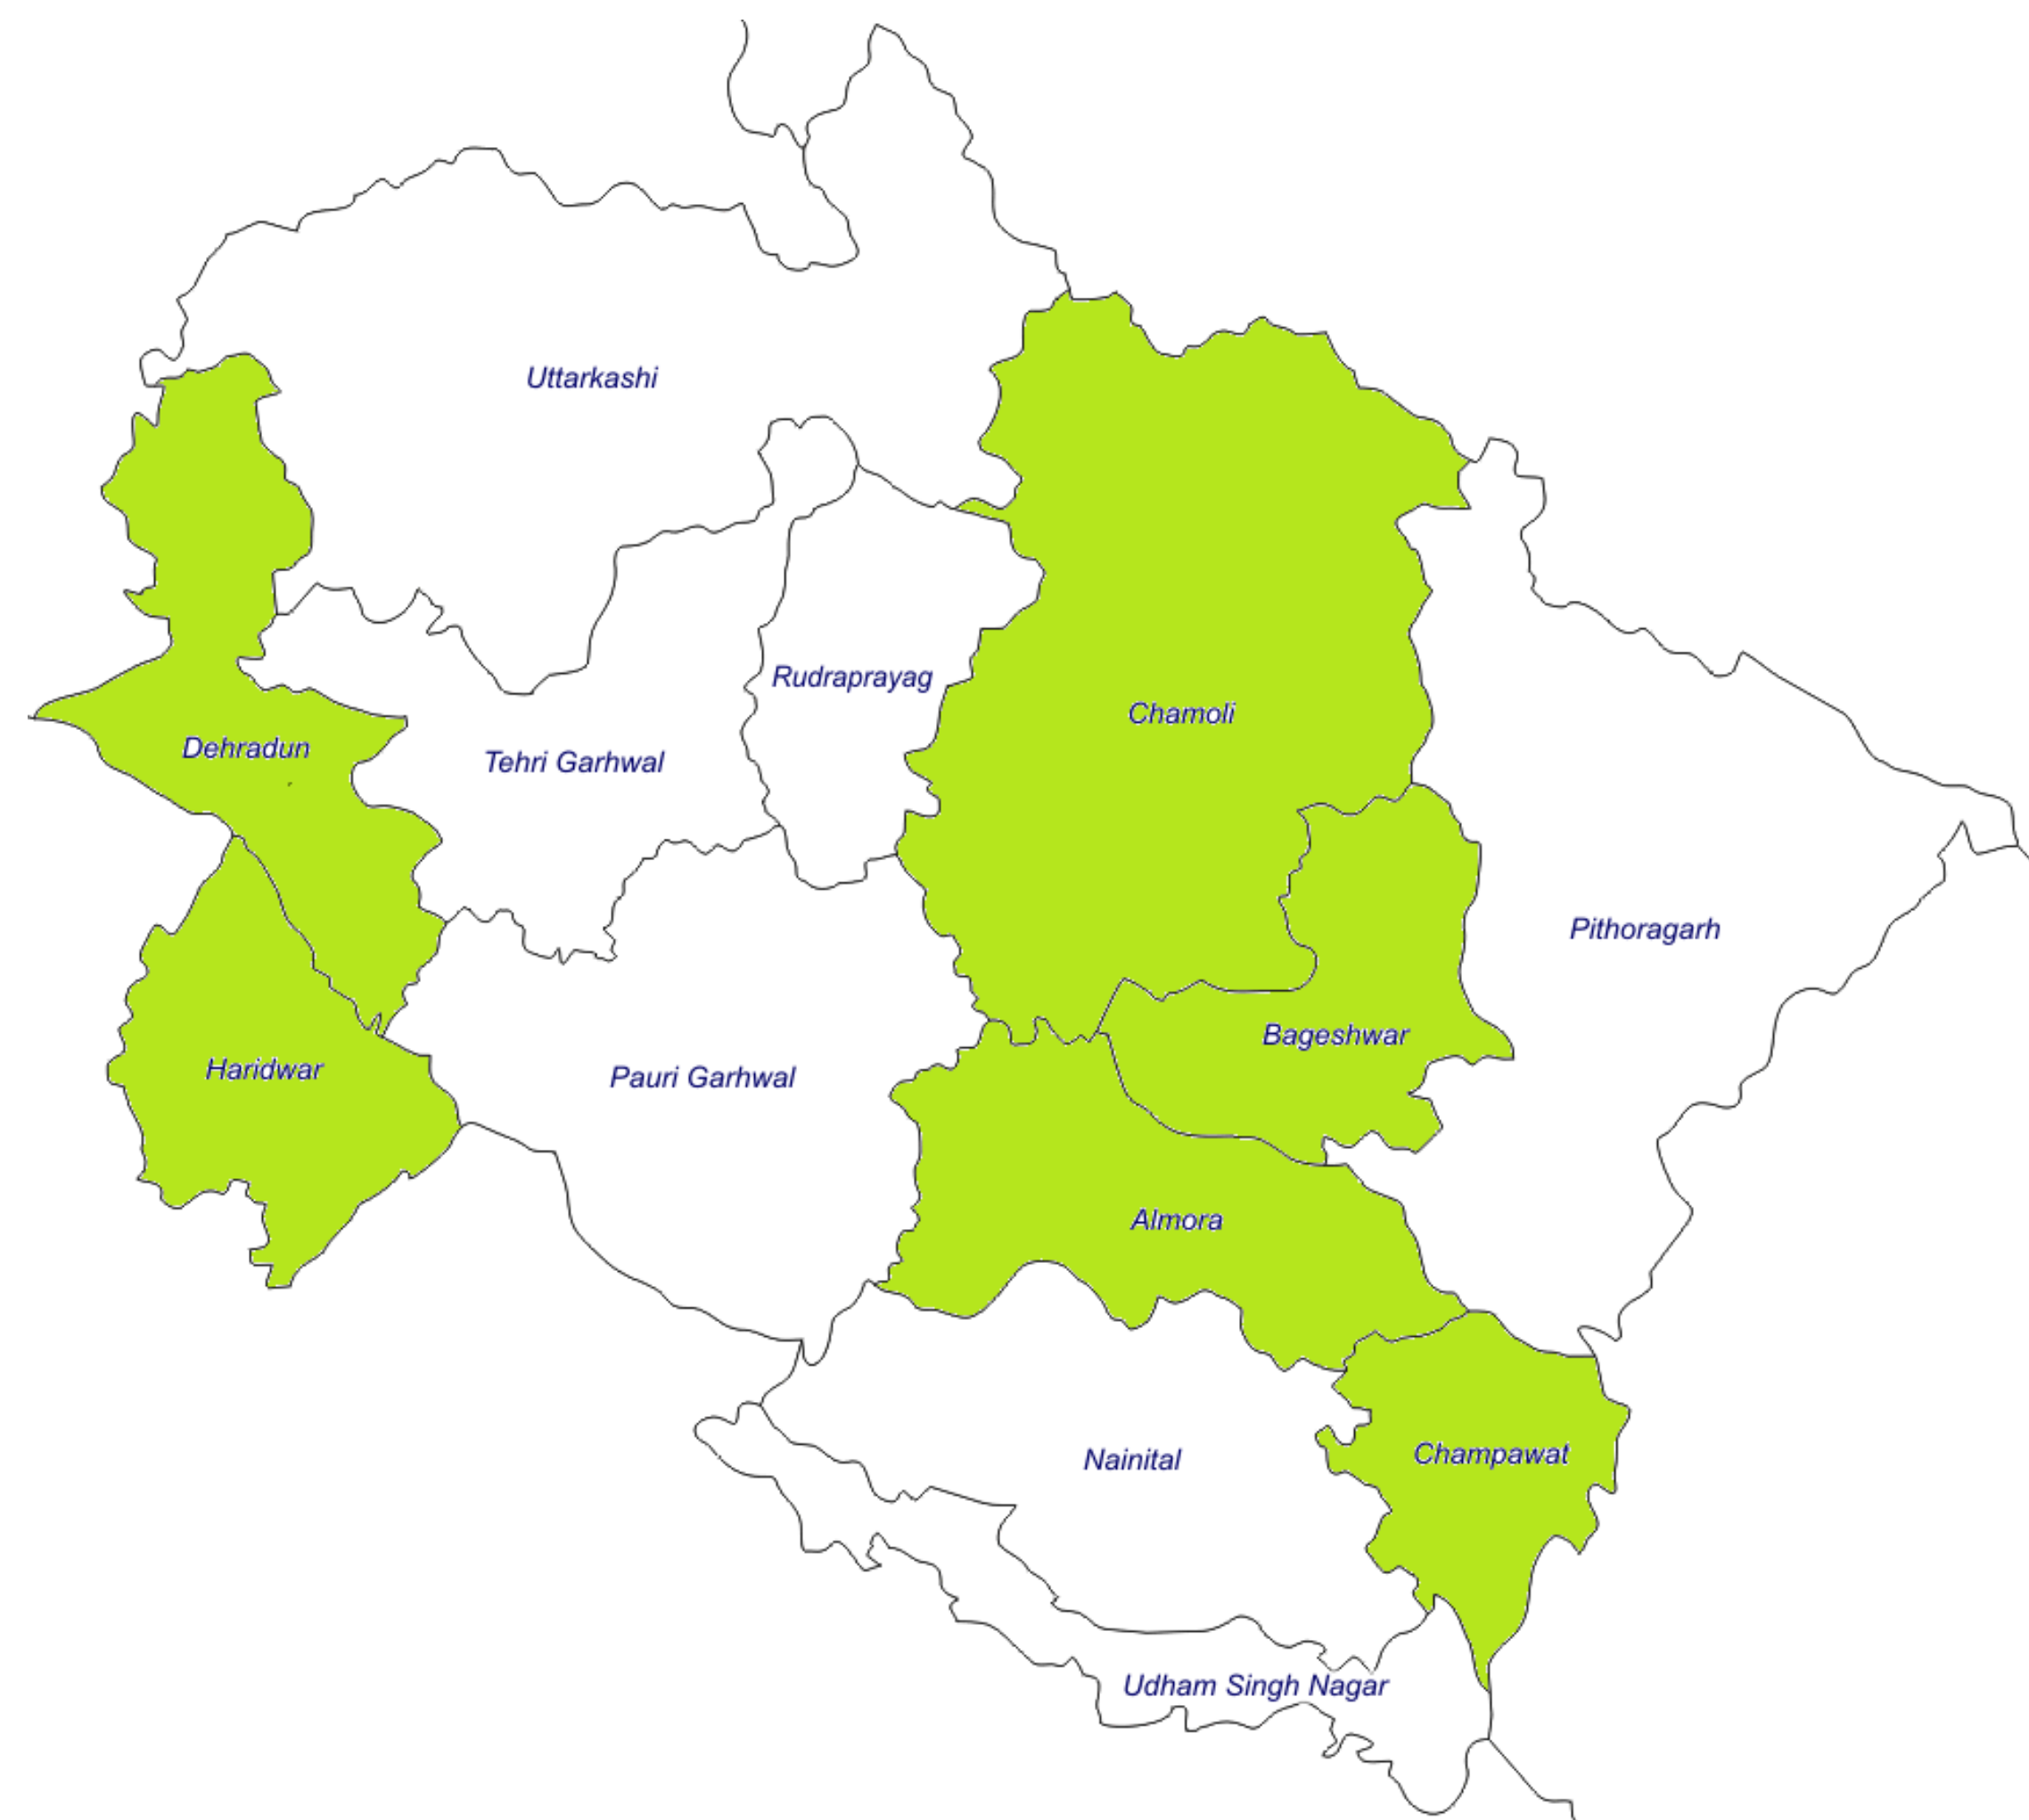 Uttarkashi
Rudraprayag
Chamoli
Dehradun
Tehri Garhwal
Pithoragarh
Bageshwar
Haridwar
Pauri Garhwal
Almora
Champawat
Nainital
Udham Singh Nagar